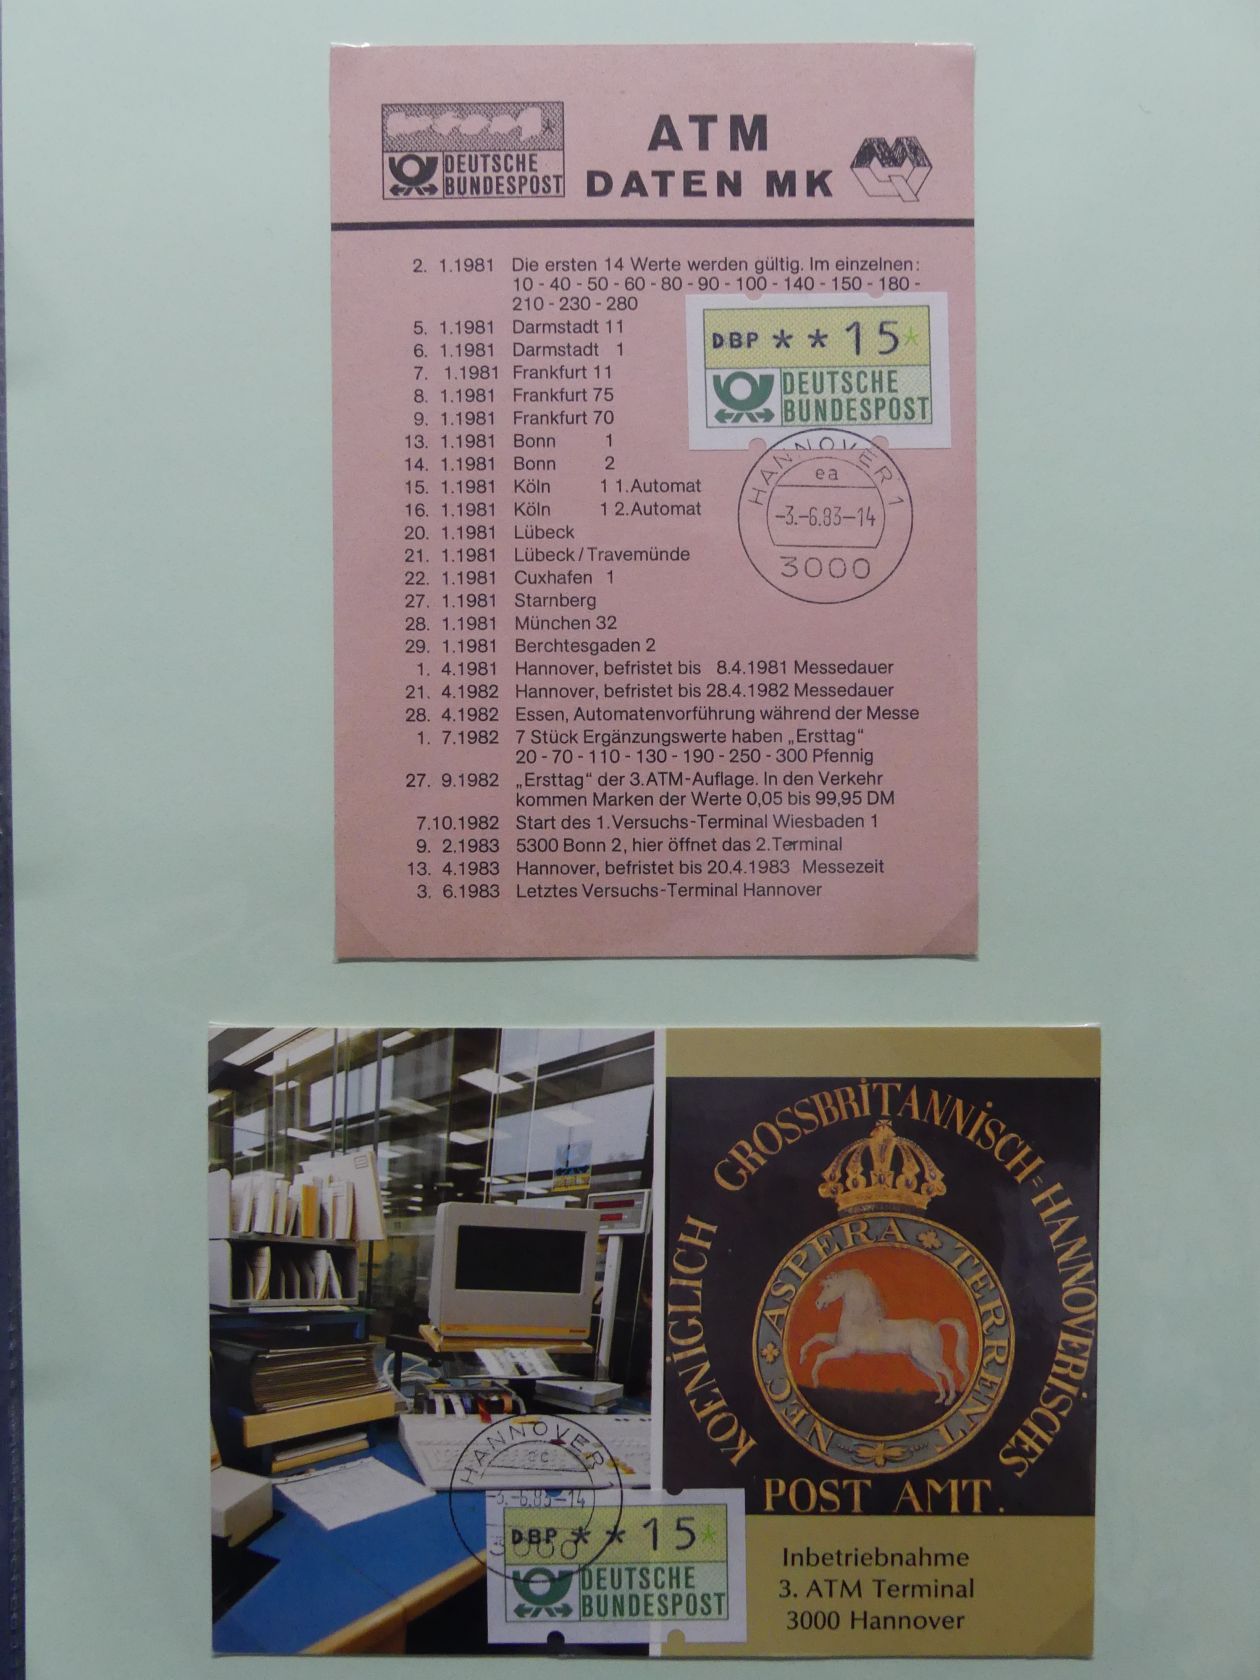 DEUTSCHE
BUNDESPOST
ATM
DATEN MK
2. 1.1981 Die ersten 14 Werte werden gültig. Im einzelnen:
10 - 40 - 50 - 60 - 80 - 90 - 100 - 140 - 150 - 180 -
210 - 230 - 280
5. 1.1981 Darmstadt 11
6. 1.1981 Darmstadt 1
7. 1.1981 Frankfurt 11
8. 1.1981 Frankfurt 75
9. 1.1981 Frankfurt 70
13. 1.1981 Bonn 1
14. 1.1981 Bonn 2
15. 1.1981 Köln 1 1.Automat
16. 1.1981 Köln 1 2.Automat
20. 1.1981 Lübeck
21. 1.1981 Lübeck/Travemünde
22. 1.1981 Cuxhafen 1
27. 1.1981 Starnberg
28. 1.1981 München 32
29. 1.1981 Berchtesgaden 2
1. 4.1981 Hannover, befristet bis 8.4.1981 Messedauer
21. 4.1982 Hannover, befristet bis 28.4.1982 Messedauer
28. 4.1982 Essen, Automatenvorführung während der Messe
1. 7.1982 7 Stück Ergänzungswerte haben „Ersttag“
20 - 70 - 110 - 130 - 190 - 250 - 300 Pfennig
27. 9.1982 „Ersttag“ der 3.ATM-Auflage. In den Verkehr
kommen Marken der Werte 0,05 bis 99,95 DM
7.10.1982 Start des 1.Versuchs-Terminal Wiesbaden 1
9. 2.1983 5300 Bonn 2, hier öffnet das 2.Terminal
13. 4.1983 Hannover, befristet bis 20.4.1983 Messezeit
3. 6.1983 Letztes Versuchs-Terminal Hannover
DBP **15*
DEUTSCHE
BUNDESPOST
HANNOVER 1
ea
-3.-6.83-14
3000
KOENIGLICH GROSSBRITANNISCH=HANNOVERISCHES
POST AMT.
NEC ASPERA TERRENT
HANNOVER 1
-3.-6.83-14
3000
DBP **15*
DEUTSCHE
BUNDESPOST
Inbetriebnahme
3. ATM Terminal
3000 Hannover